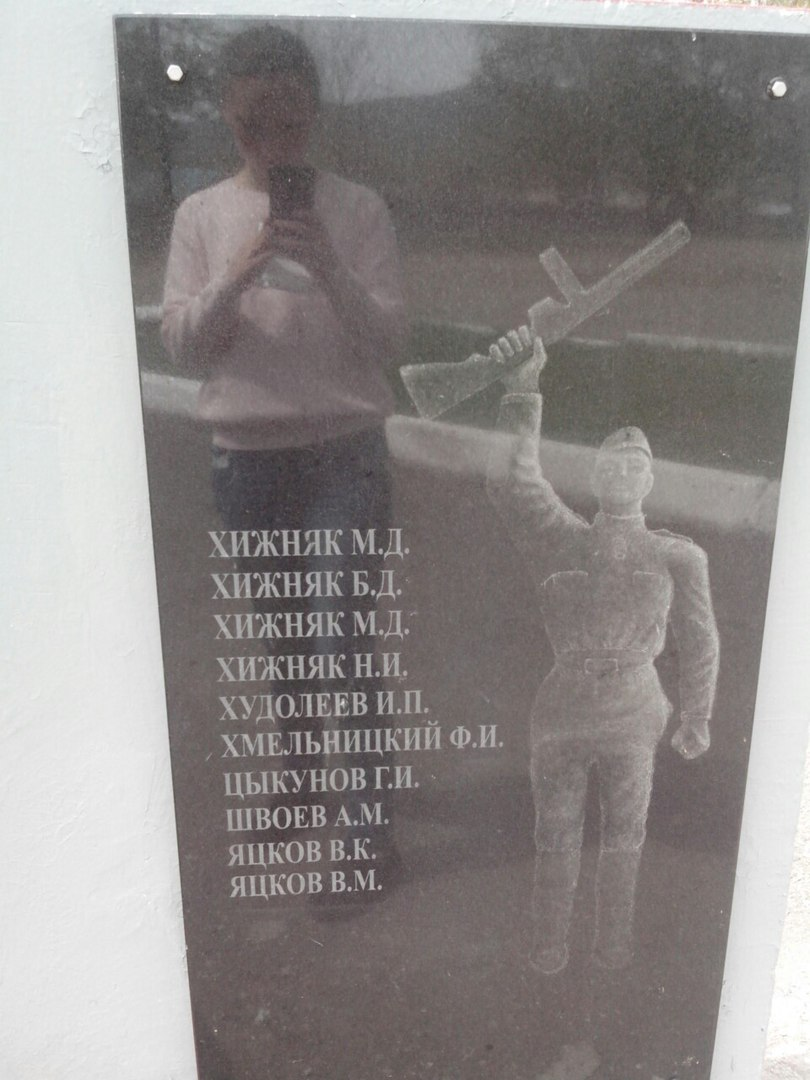 ХИЖНЯК М.Д.
ХИЖНЯК Б.Д.
ХИЖНЯК М.Д.
ХИЖНЯК Н.И.
ХУДОЛЕЕВ И.П.
ХМЕЛЬНИЦКИЙ Ф.И.
ЦЫКУНОВ Г.И.
ШВОЕВ А.М.
ЯЦКОВ В.К.
ЯЦКОВ В.М.